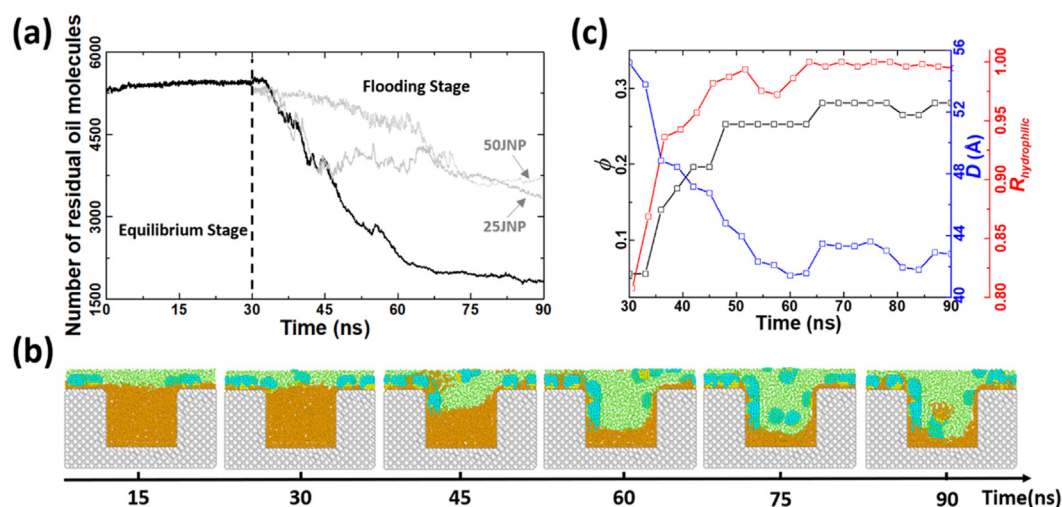 (a)
Number of residual oil molecules
6000
4500
3000
1500
Equilibrium Stage
Flooding Stage
50JNP
25JNP
15
30
45
60
75
90
Time (ns)
(c)
ϕ
0.3
0.2
0.1
30 40 50 60 70 80 90
Time (ns)
56
52
48
44
40
D (Å)
1.00
0.95
0.90
0.85
0.80
R hydrophilic
(b)
15 30 45 60 75 90 Time(ns)